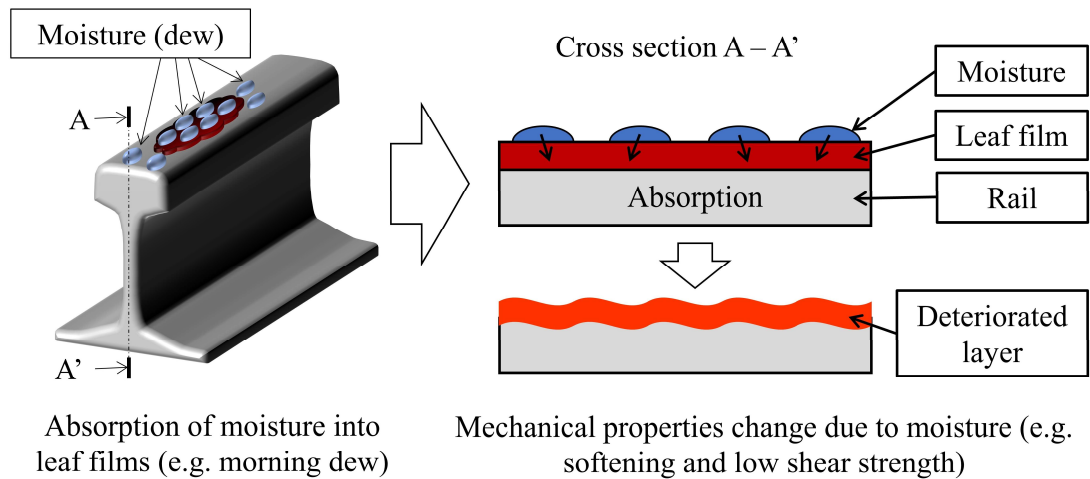 Moisture (dew)
A
A’
Cross section A – A’
Moisture
Leaf film
Rail
Absorption
Deteriorated
layer
Absorption of moisture into
leaf films (e.g. morning dew)
Mechanical properties change due to moisture (e.g.
softening and low shear strength)